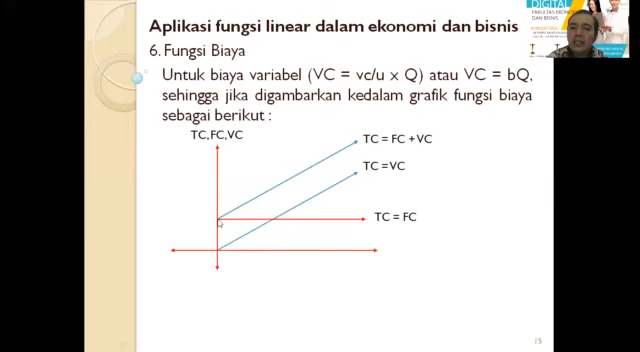 Aplikasi fungsi linear dalam ekonomi dan bisnis
DIGITAL
FAKULTAS EKONOMI
DAN BISNIS
6. Fungsi Biaya
Untuk biaya variabel (VC = vc/u x Q) atau VC = bQ,
sehingga jika digambarkan kedalam grafik fungsi biaya
sebagai berikut :
TC, FC, VC
TC = FC + VC
TC = VC
TC = FC
15